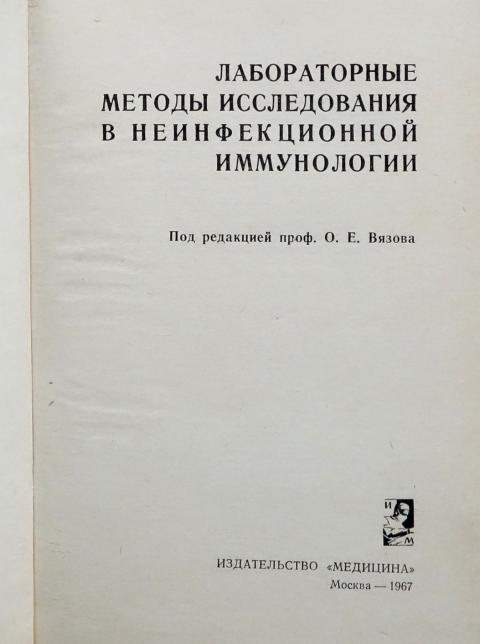 ЛАБОРАТОРНЫЕ
МЕТОДЫ ИССЛЕДОВАНИЯ
В НЕИНФЕКЦИОННОЙ
ИММУНОЛОГИИ
Под редакцией проф. О. Е. Вязова
И
М
ИЗДАТЕЛЬСТВО «МЕДИЦИНА»
Москва — 1967